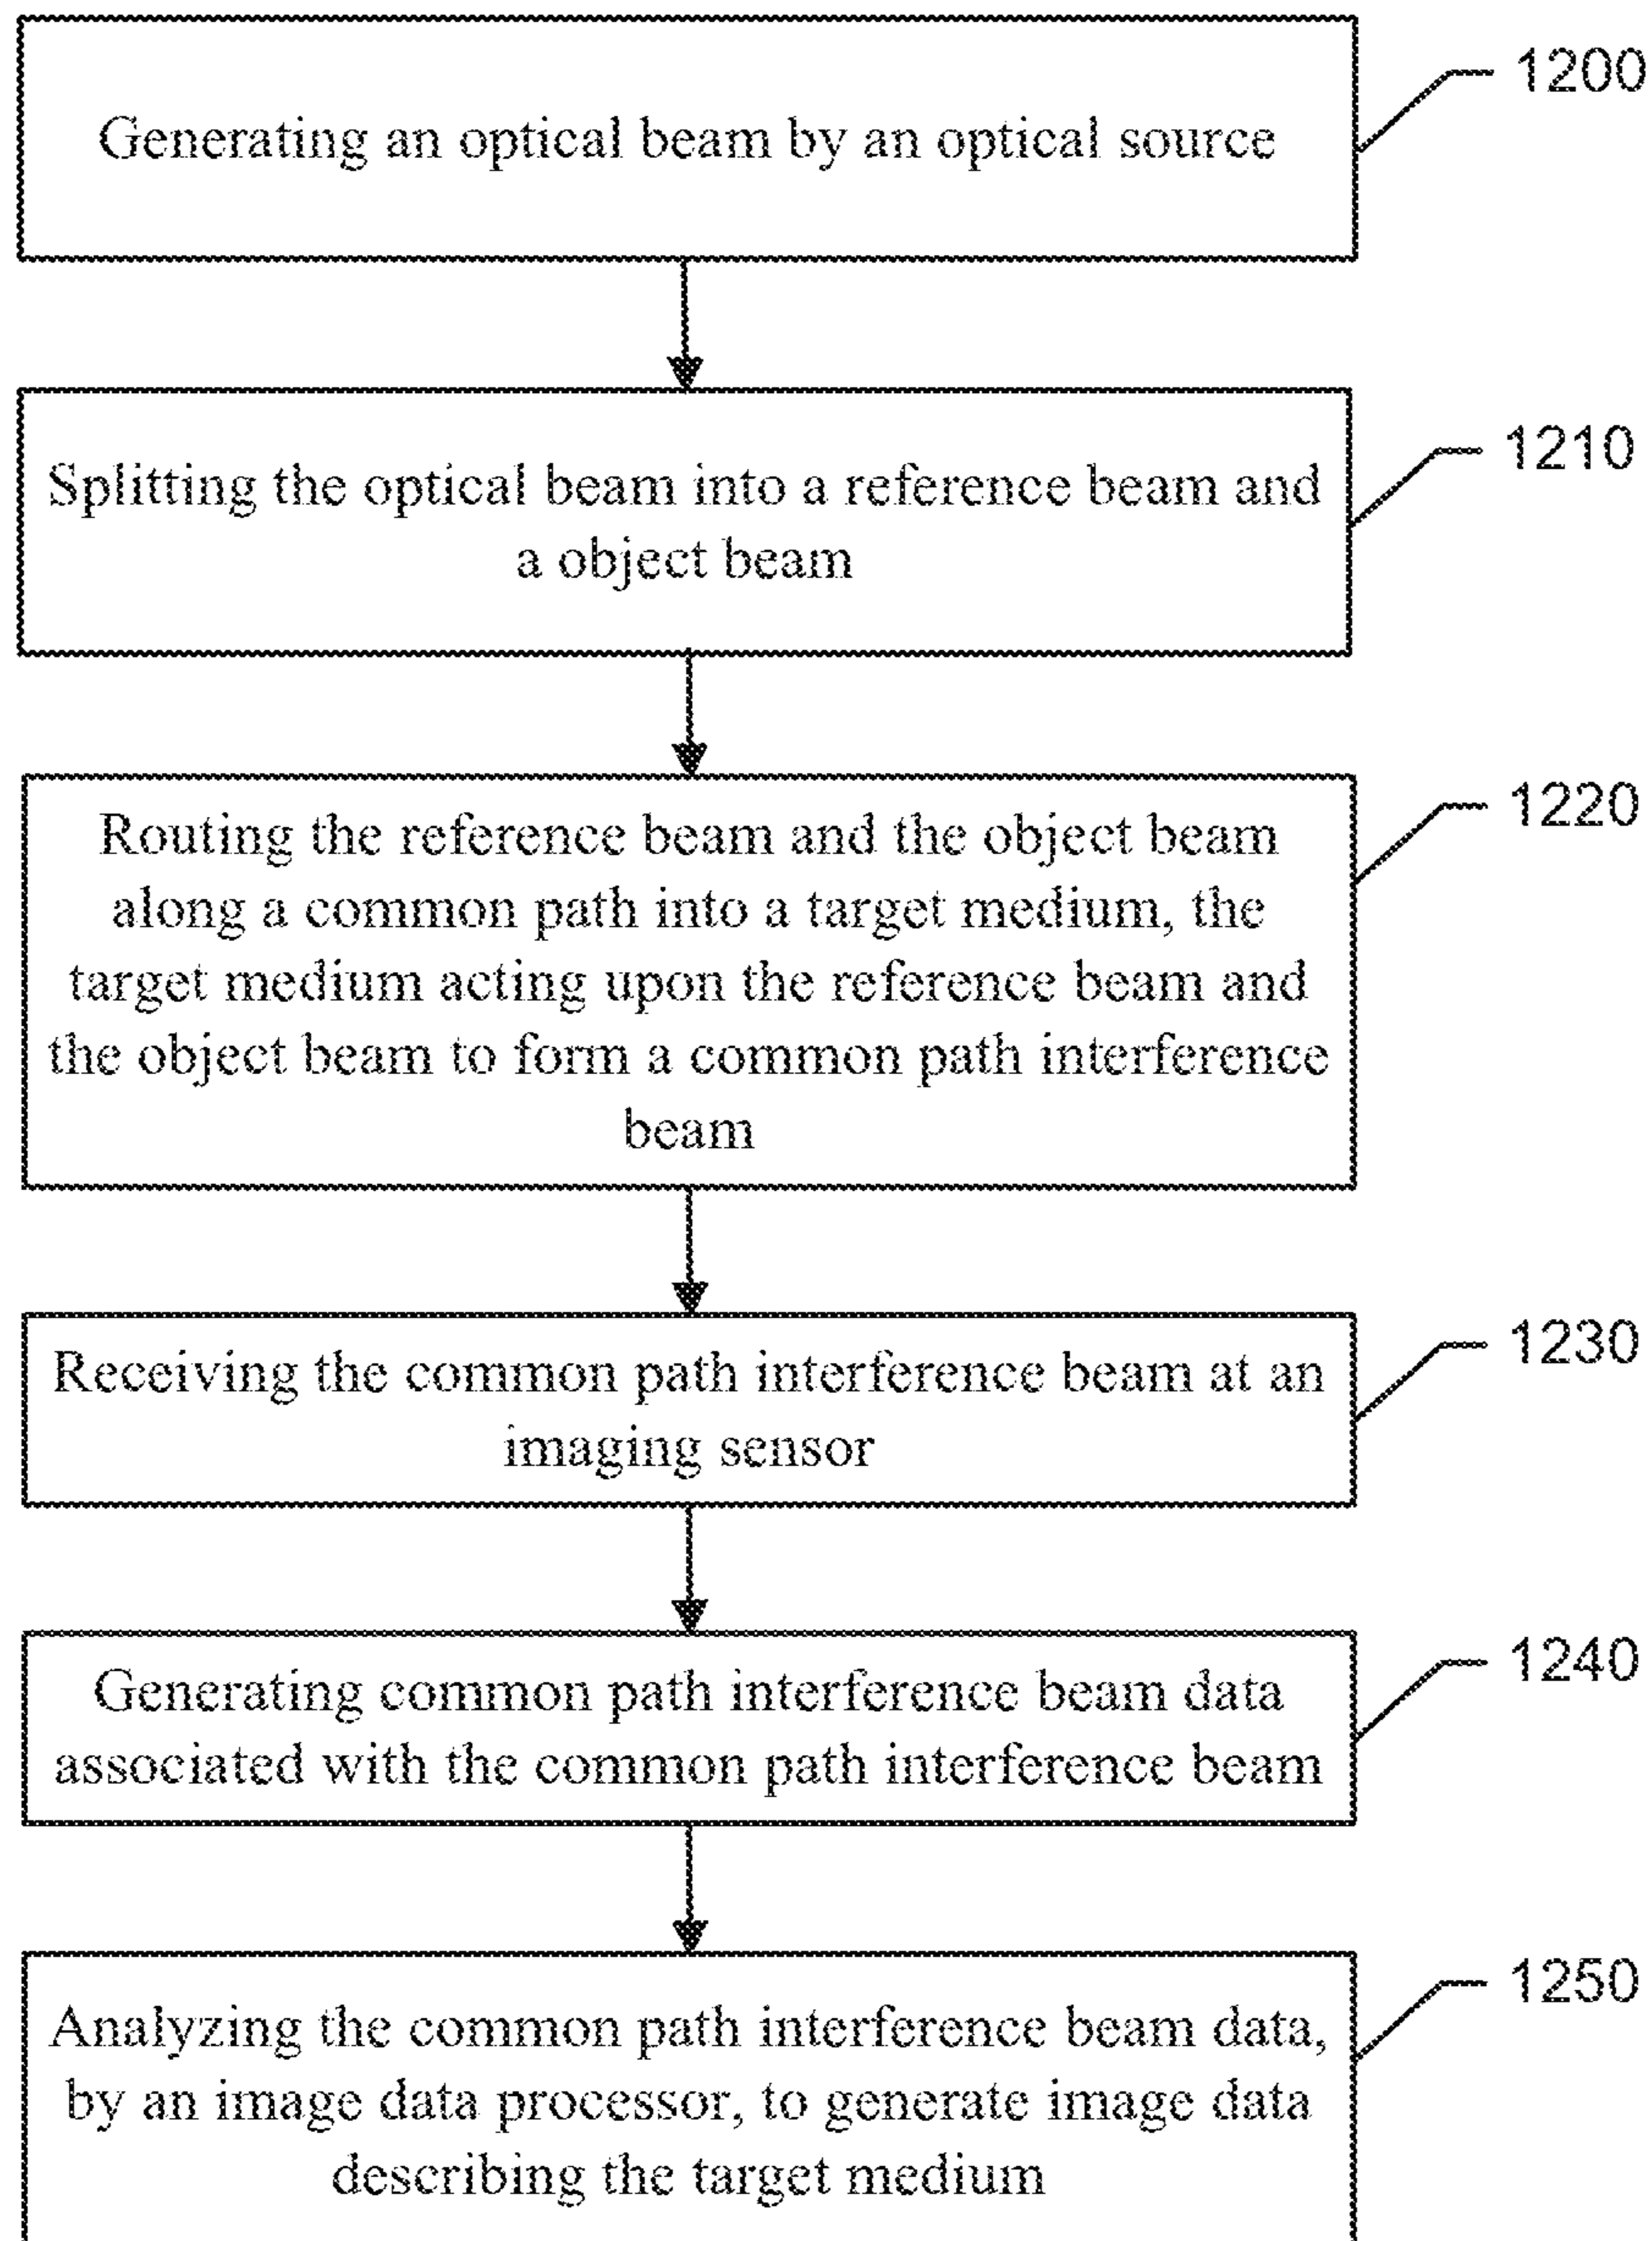 Generating an optical beam by an optical source
1200
Splitting the optical beam into a reference beam and
a object beam
1210
Routing the reference beam and the object beam
along a common path into a target medium, the
target medium acting upon the reference beam and
the object beam to form a common path interference
beam
1220
Receiving the common path interference beam at an
imaging sensor
1230
Generating common path interference beam data
associated with the common path interference beam
1240
Analyzing the common path interference beam data,
by an image data processor, to generate image data
describing the target medium
1250